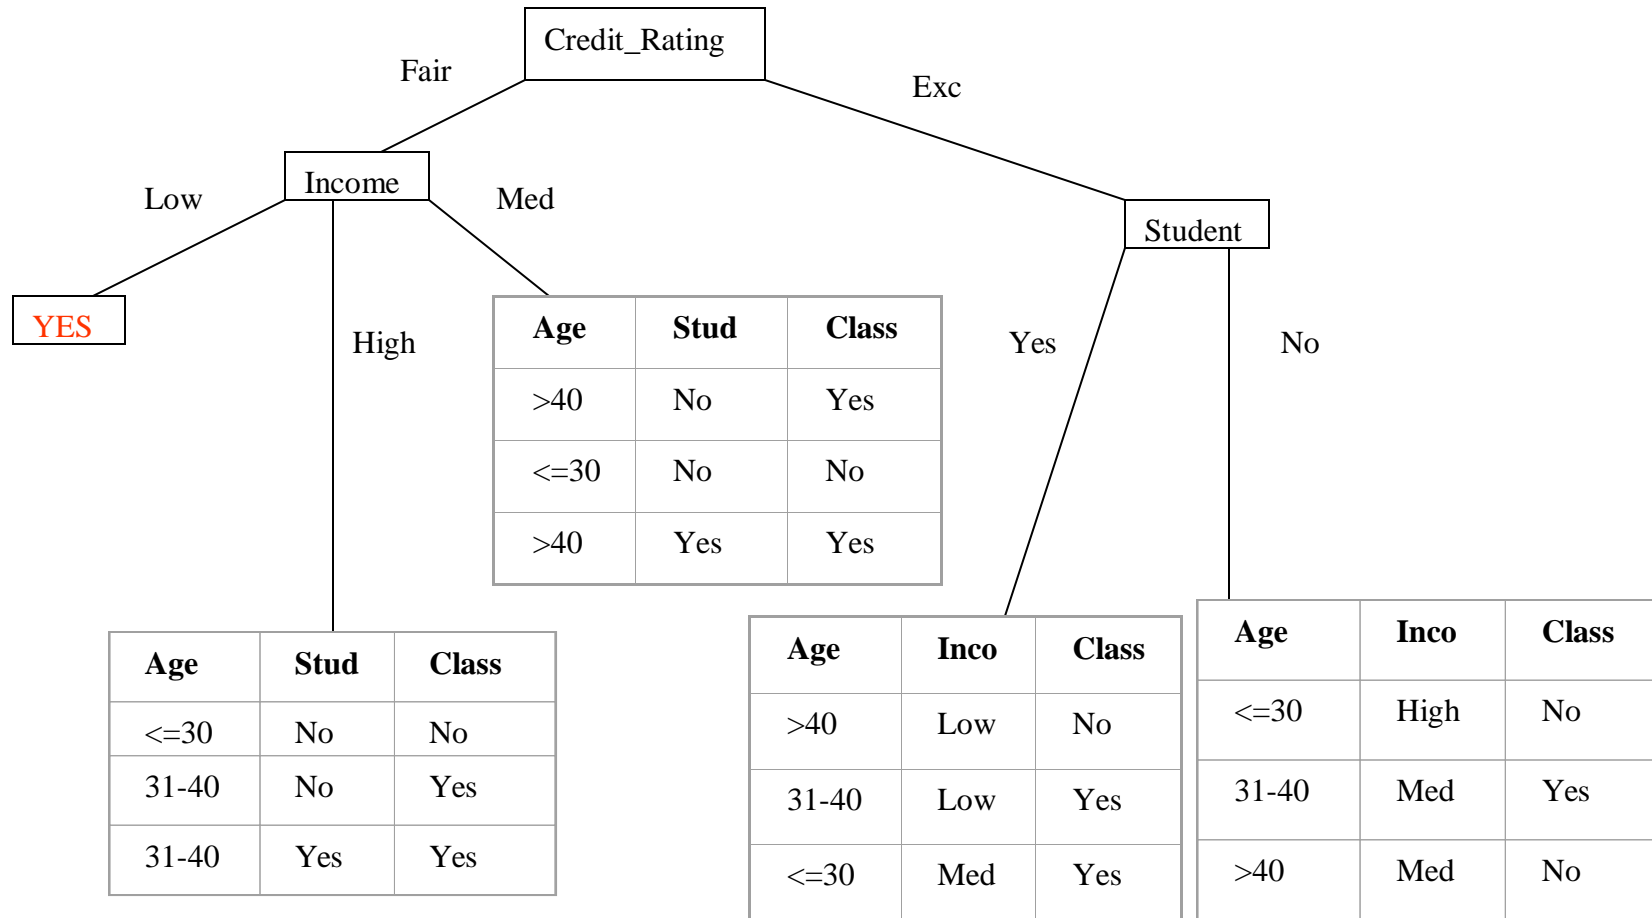 Credit_Rating
Fair
Exc
Income
Low
Med
Student
YES
High
Yes
No
Age Stud Class
>40 No Yes
<=30 No No
>40 Yes Yes
Age Stud Class
<=30 No No
31-40 No Yes
31-40 Yes Yes
Age Inco Class
>40 Low No
31-40 Low Yes
<=30 Med Yes
Age Inco Class
<=30 High No
31-40 Med Yes
>40 Med No